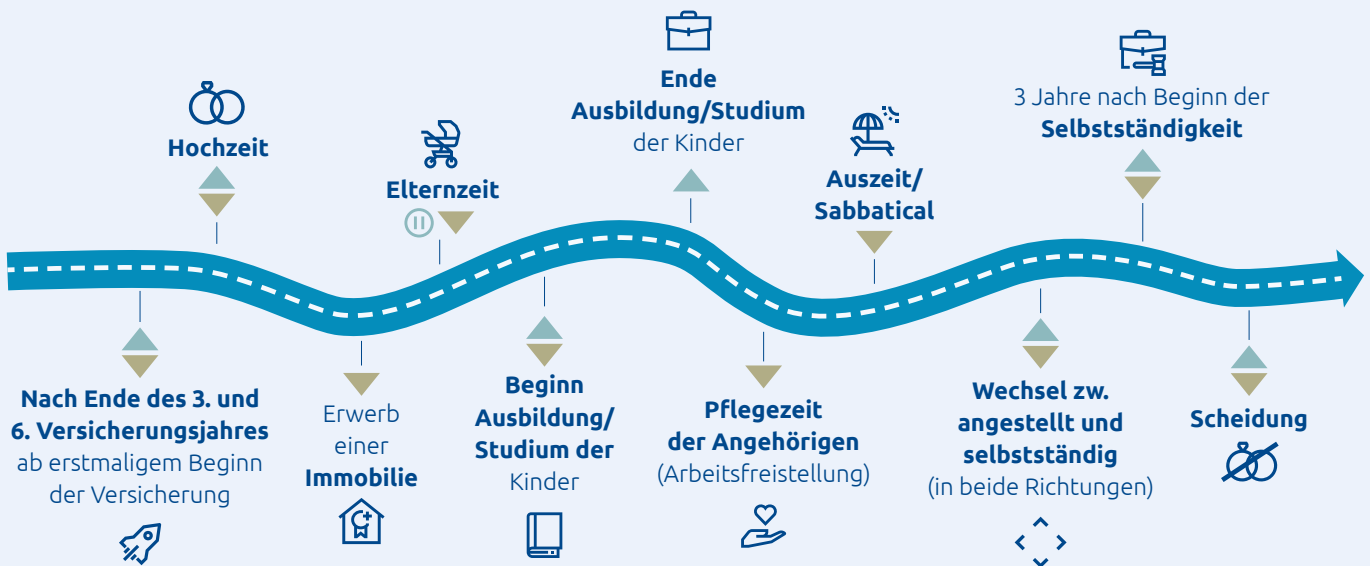 Hochzeit
Elternzeit
Ende
Ausbildung/Studium
der Kinder
Auszeit/
Sabbatical
3 Jahre nach Beginn der
Selbstständigkeit
Nach Ende des 3. und
6. Versicherungsjahres
ab erstmaligem Beginn
der Versicherung
Erwerb
einer
Immobilie
Beginn
Ausbildung/
Studium der
Kinder
Pflegezeit
der Angehörigen
(Arbeitsfreistellung)
Wechsel zw.
angestellt und
selbstständig
(in beide Richtungen)
Scheidung